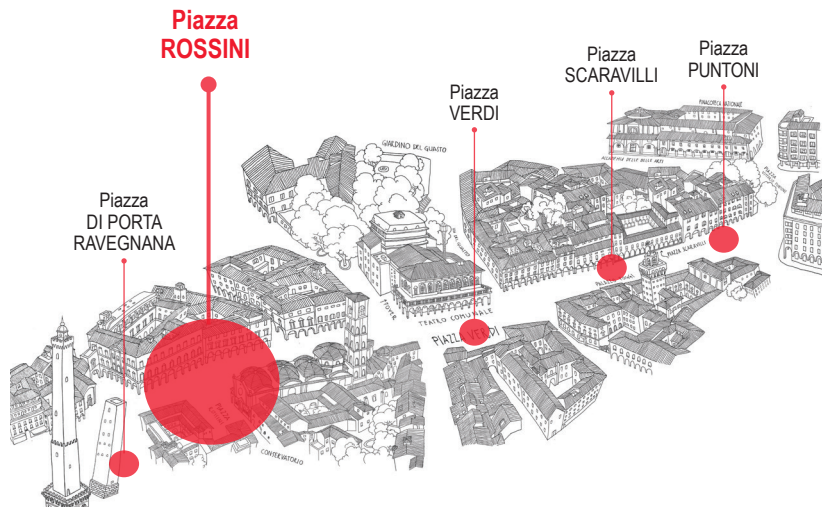 Piazza
ROSSINI
Piazza
VERDI
Piazza
SCARAVILLI
Piazza
PUNTONI
Piazza
DI PORTA
RAVEGNANA
PINACOTECA NAZIONALE
GIARDINO DEL GUASTO
ACCADEMIA DELLE BELLE ARTI
PIAZZA SCARAVILLI
TEATRO COMUNALE
PIAZZA VERDI
PIAZZA
CONSERVATORIO